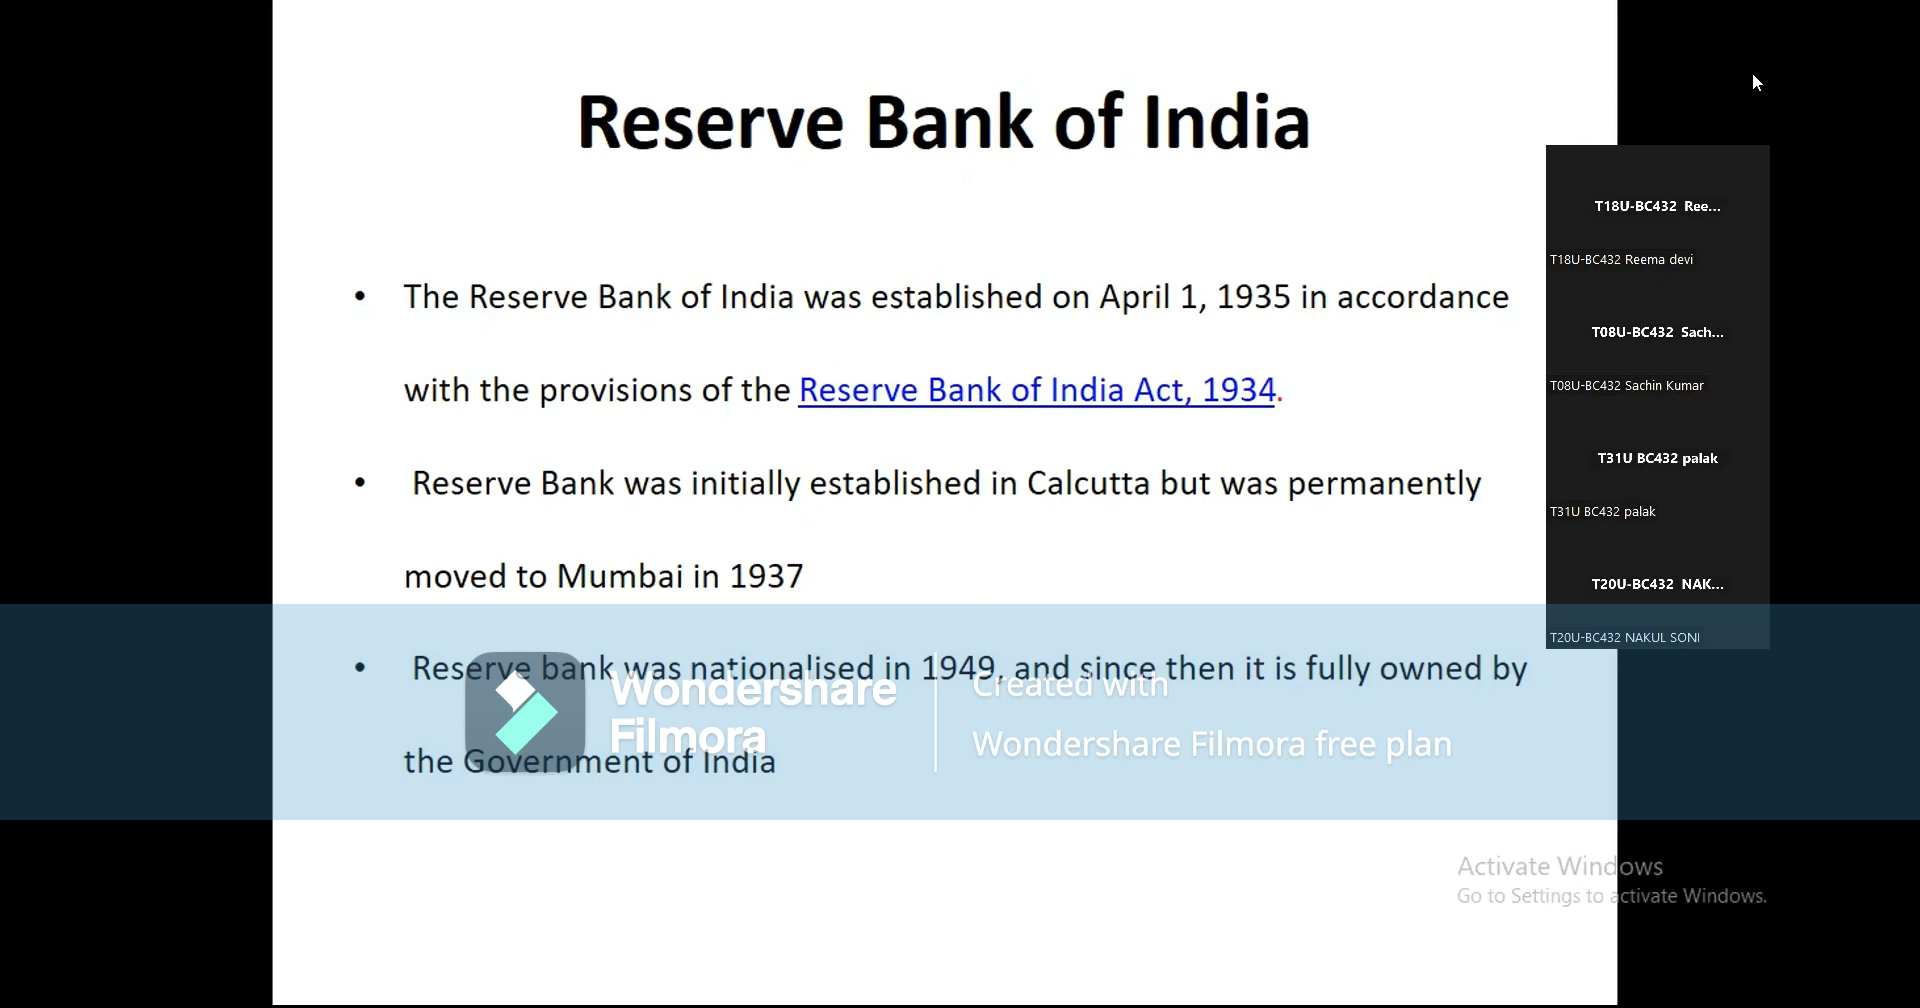 Reserve Bank of India
• The Reserve Bank of India was established on April 1, 1935 in accordance
with the provisions of the Reserve Bank of India Act, 1934.
• Reserve Bank was initially established in Calcutta but was permanently
moved to Mumbai in 1937
• Reserve bank was nationalised in 1949, and since then it is fully owned by
the Government of India
T18U-BC432 Ree...
T18U-BC432 Reema devi
T08U-BC432 Sach...
T08U-BC432 Sachin Kumar
T31U BC432 palak
T31U BC432 palak
T20U-BC432 NAK...
T20U-BC432 NAKUL SONI
Wondershare
Filmora
Created with
Wondershare Filmora free plan
Activate Windows
Go to Settings to activate Windows.